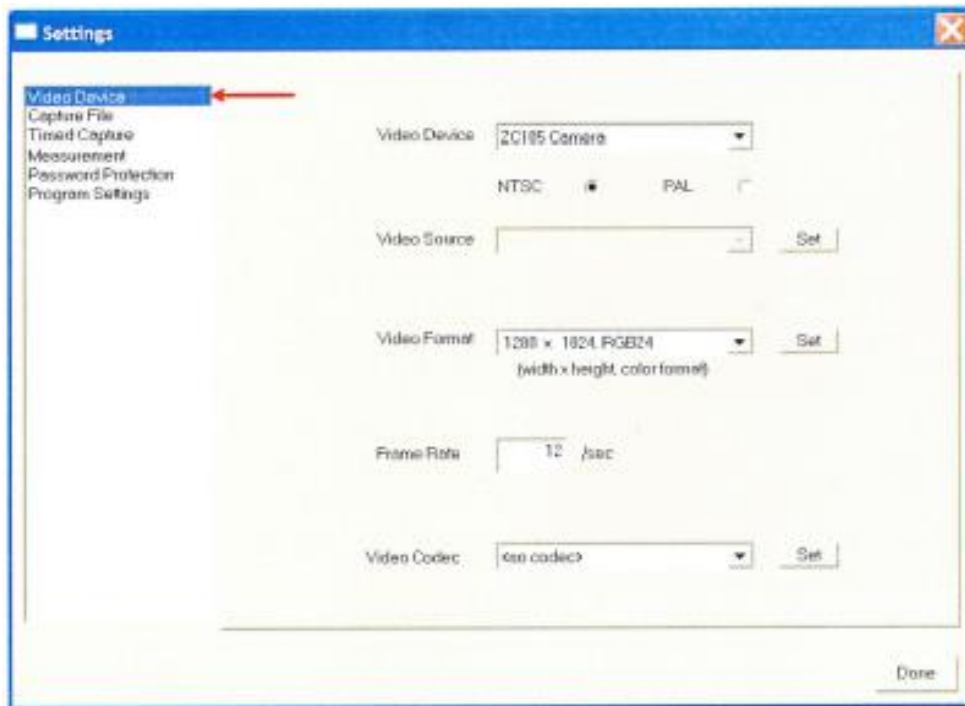 Settings
Video Device
Capture File
Timed Capture
Measurement
Password Protection
Program Settings
Video Device ZC105 Camera
NTSC PAL
Video Source Set
Video Format 1280 x 1024, RGB24 Set
(width x height, color format)
Frame Rate 12 /sec
Video Codec <no codec> Set
Done